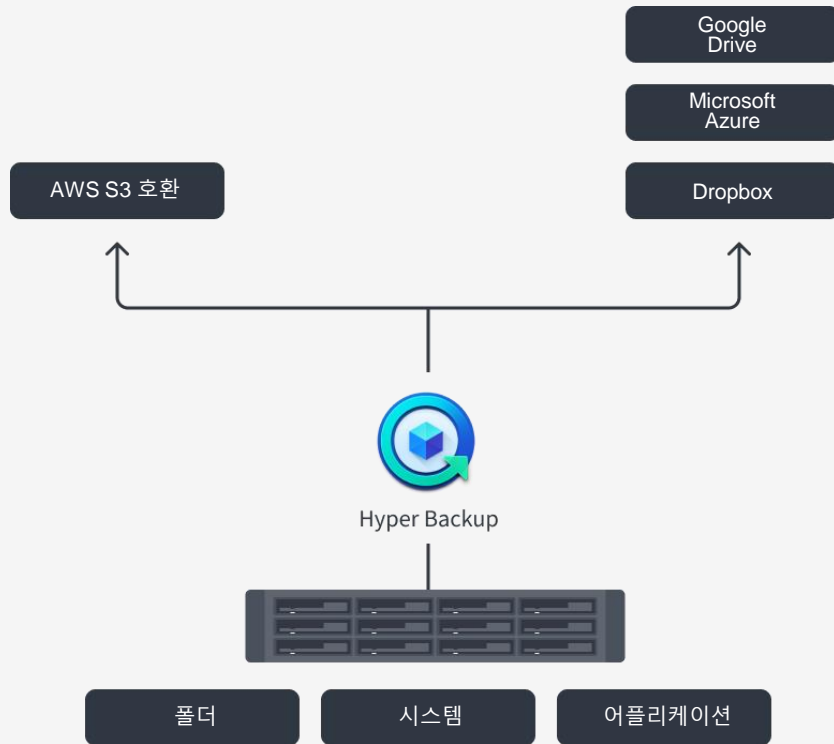 Google
Drive
Microsoft
Azure
AWS S3 호환
Dropbox
Hyper Backup
폴더
시스템
어플리케이션